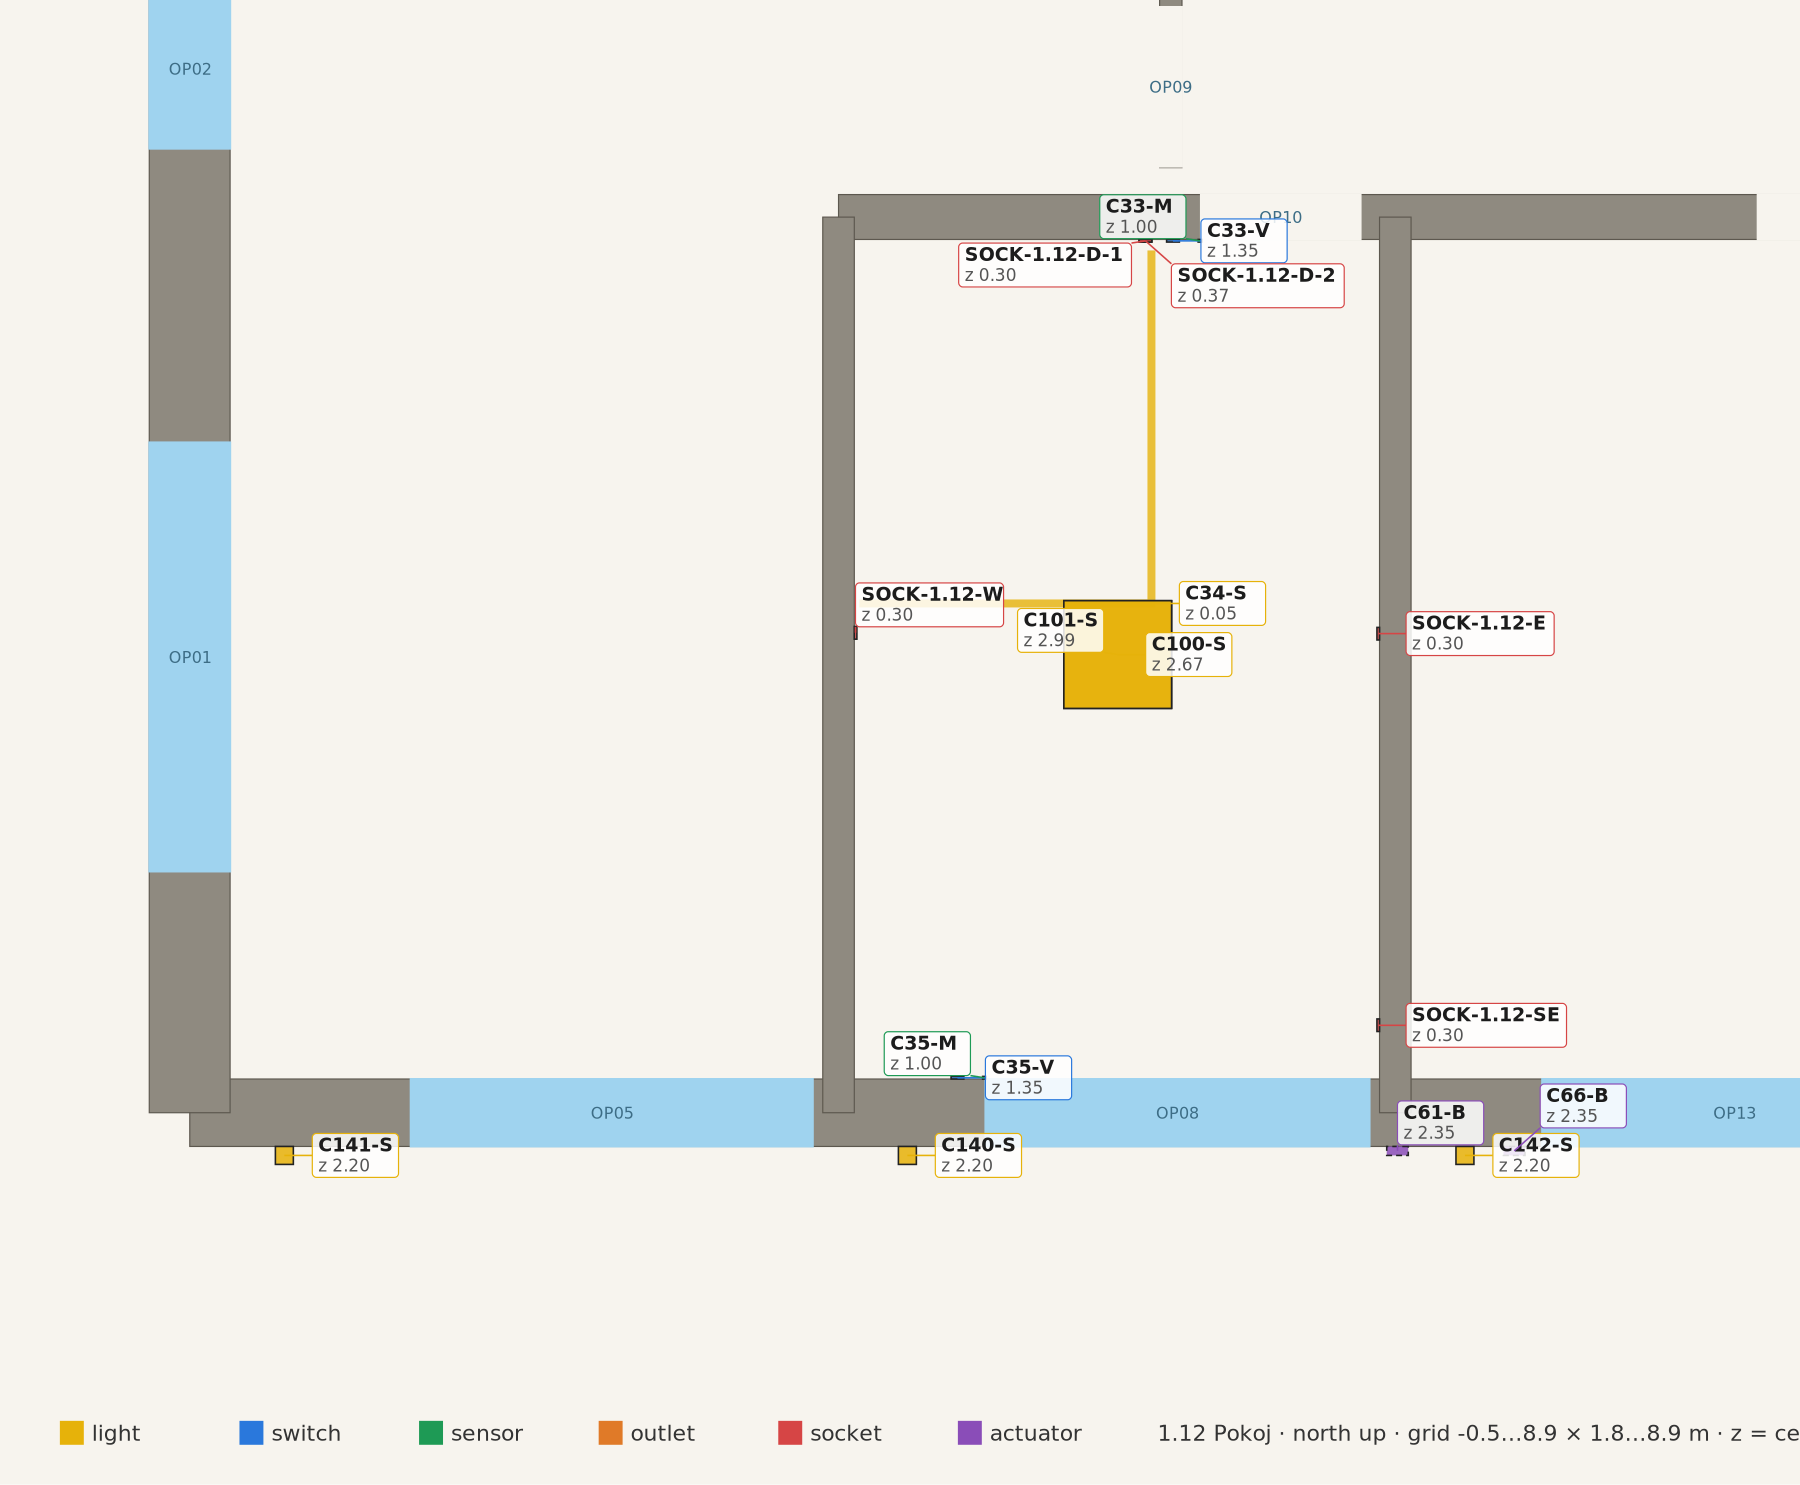 OP02
OP09
C33-M
z 1.00
OP10
C33-V
z 1.35
SOCK-1.12-D-1
z 0.30
SOCK-1.12-D-2
z 0.37
SOCK-1.12-W
z 0.30
C34-S
z 0.05
C101-S
z 2.99
C100-S
z 2.67
SOCK-1.12-E
z 0.30
OP01
SOCK-1.12-SE
z 0.30
C35-M
z 1.00
C35-V
z 1.35
OP05
OP08
C61-B
z 2.35
C66-B
z 2.35
OP13
C141-S
z 2.20
C140-S
z 2.20
C142-S
z 2.20
light
switch
sensor
outlet
socket
actuator
1.12 Pokoj · north up · grid -0.5…8.9 × 1.8…8.9 m · z = ce